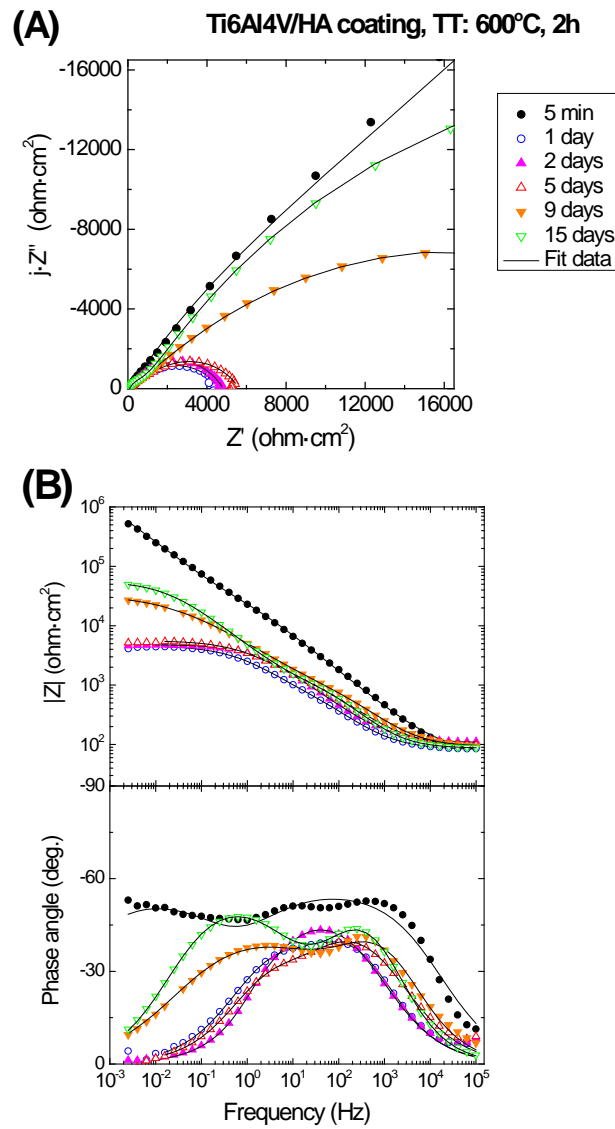 (A) Ti6Al4V/HA coating, TT: 600°C, 2h
-16000
-12000
-8000
-4000
0
j·Z'' (ohm·cm²)
0 4000 8000 12000 16000
Z' (ohm·cm²)
5 min
1 day
2 days
5 days
9 days
15 days
Fit data
(B)
10⁶
10⁵
10⁴
10³
10²
|Z| (ohm·cm²)
-90
-60
-30
0
Phase angle (deg.)
10⁻³ 10⁻² 10⁻¹ 10⁰ 10¹ 10² 10³ 10⁴ 10⁵
Frequency (Hz)